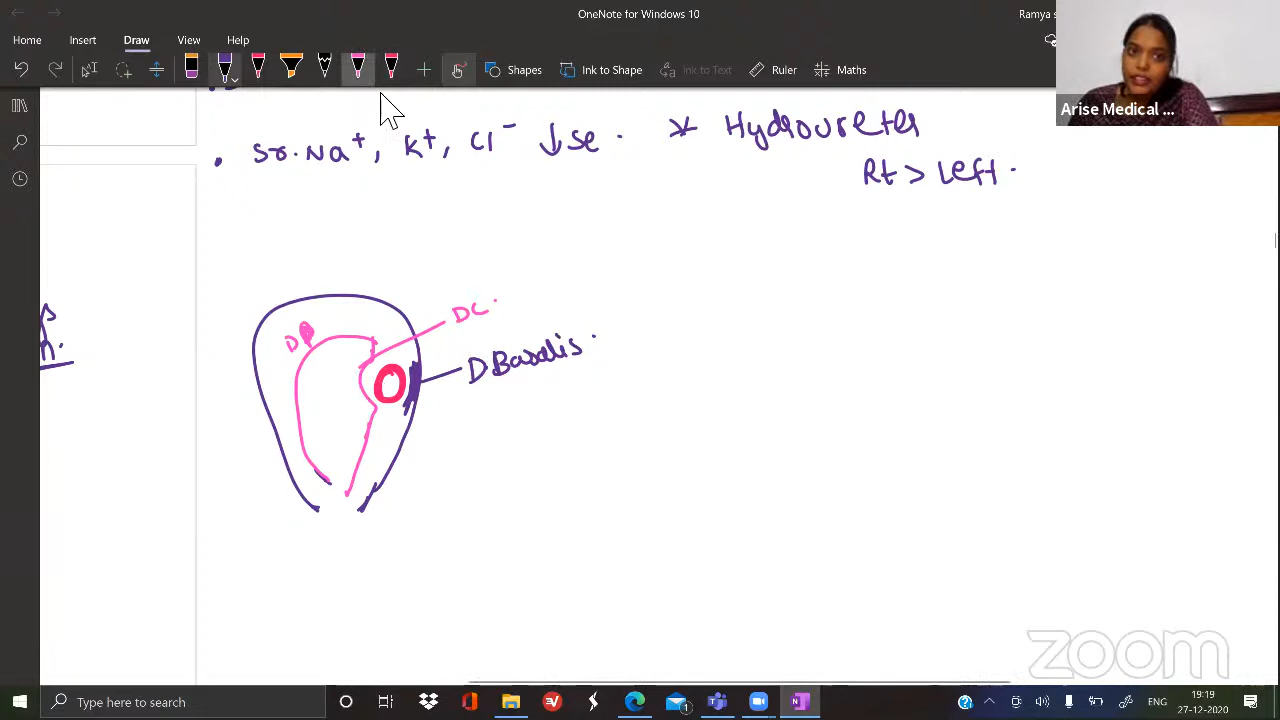 OneNote for Windows 10
Ramya s
Home Insert Draw View Help
Shapes Ink to Shape Ink to Text Ruler Maths
Arise Medical ...
. Sr. Na+, K+, Cl- ↓se .
* Hydroureter
Rt > Left .
DC .
D
D Basalis .
zoom
Type here to search
1
ENG
19:19
27-12-2020